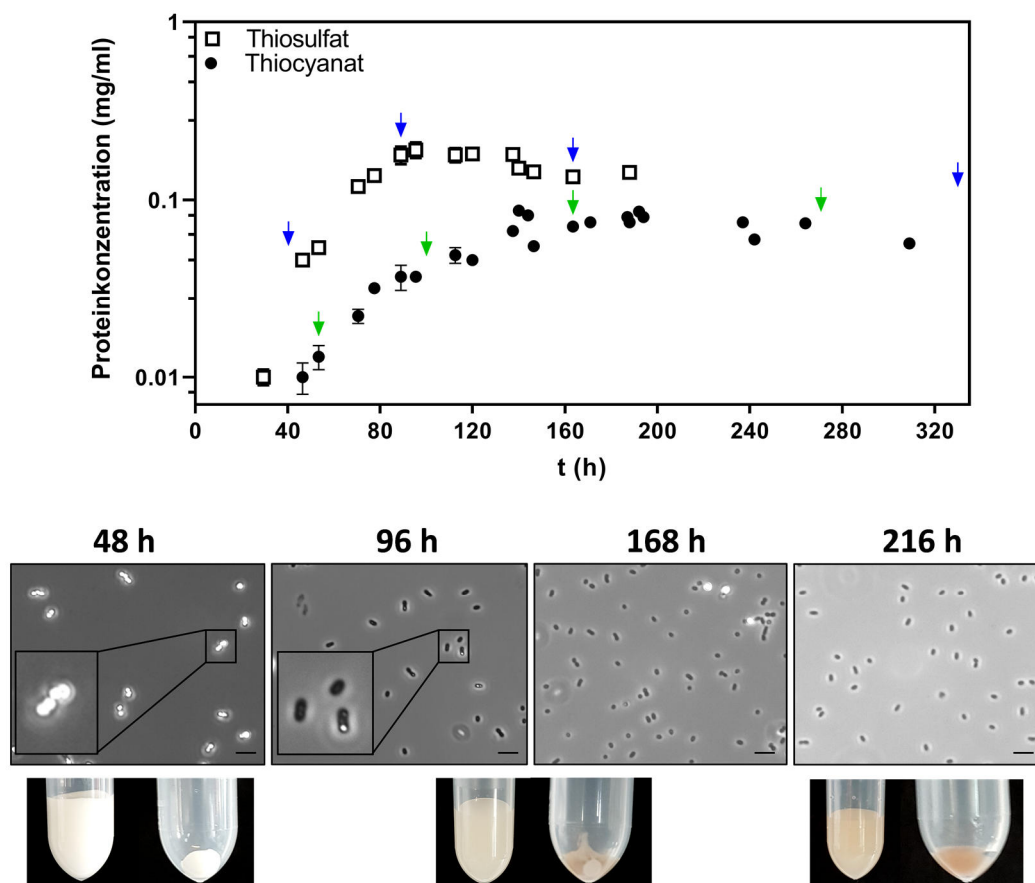 Proteinkonzentration (mg/ml)
1
0.1
0.01
Thiosulfat
Thiocyanat
0 40 80 120 160 200 240 280 320
t (h)
48 h 96 h 168 h 216 h